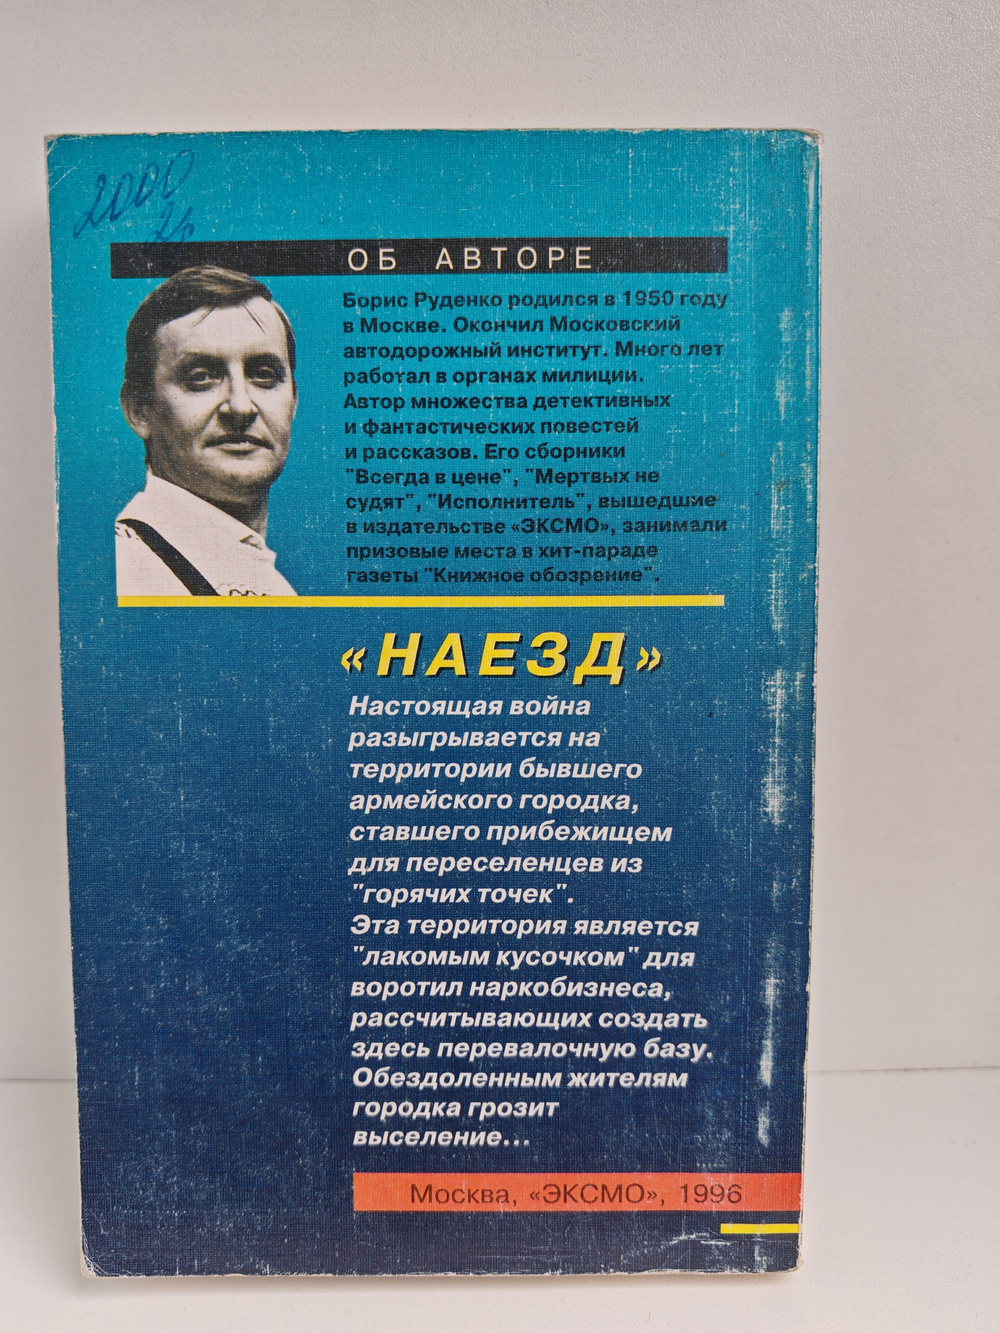 2000
2р
ОБ АВТОРЕ
Борис Руденко родился в 1950 году
в Москве. Окончил Московский
автодорожный институт. Много лет
работал в органах милиции.
Автор множества детективных
и фантастических повестей
и рассказов. Его сборники
"Всегда в цене", "Мертвых не
судят", "Исполнитель", вышедшие
в издательстве «ЭКСМО», занимали
призовые места в хит-параде
газеты "Книжное обозрение".
«НАЕЗД»
Настоящая война
разыгрывается на
территории бывшего
армейского городка,
ставшего прибежищем
для переселенцев из
"горячих точек".
Эта территория является
"лакомым кусочком" для
воротил наркобизнеса,
рассчитывающих создать
здесь перевалочную базу.
Обездоленным жителям
городка грозит
выселение...
Москва, «ЭКСМО», 1996